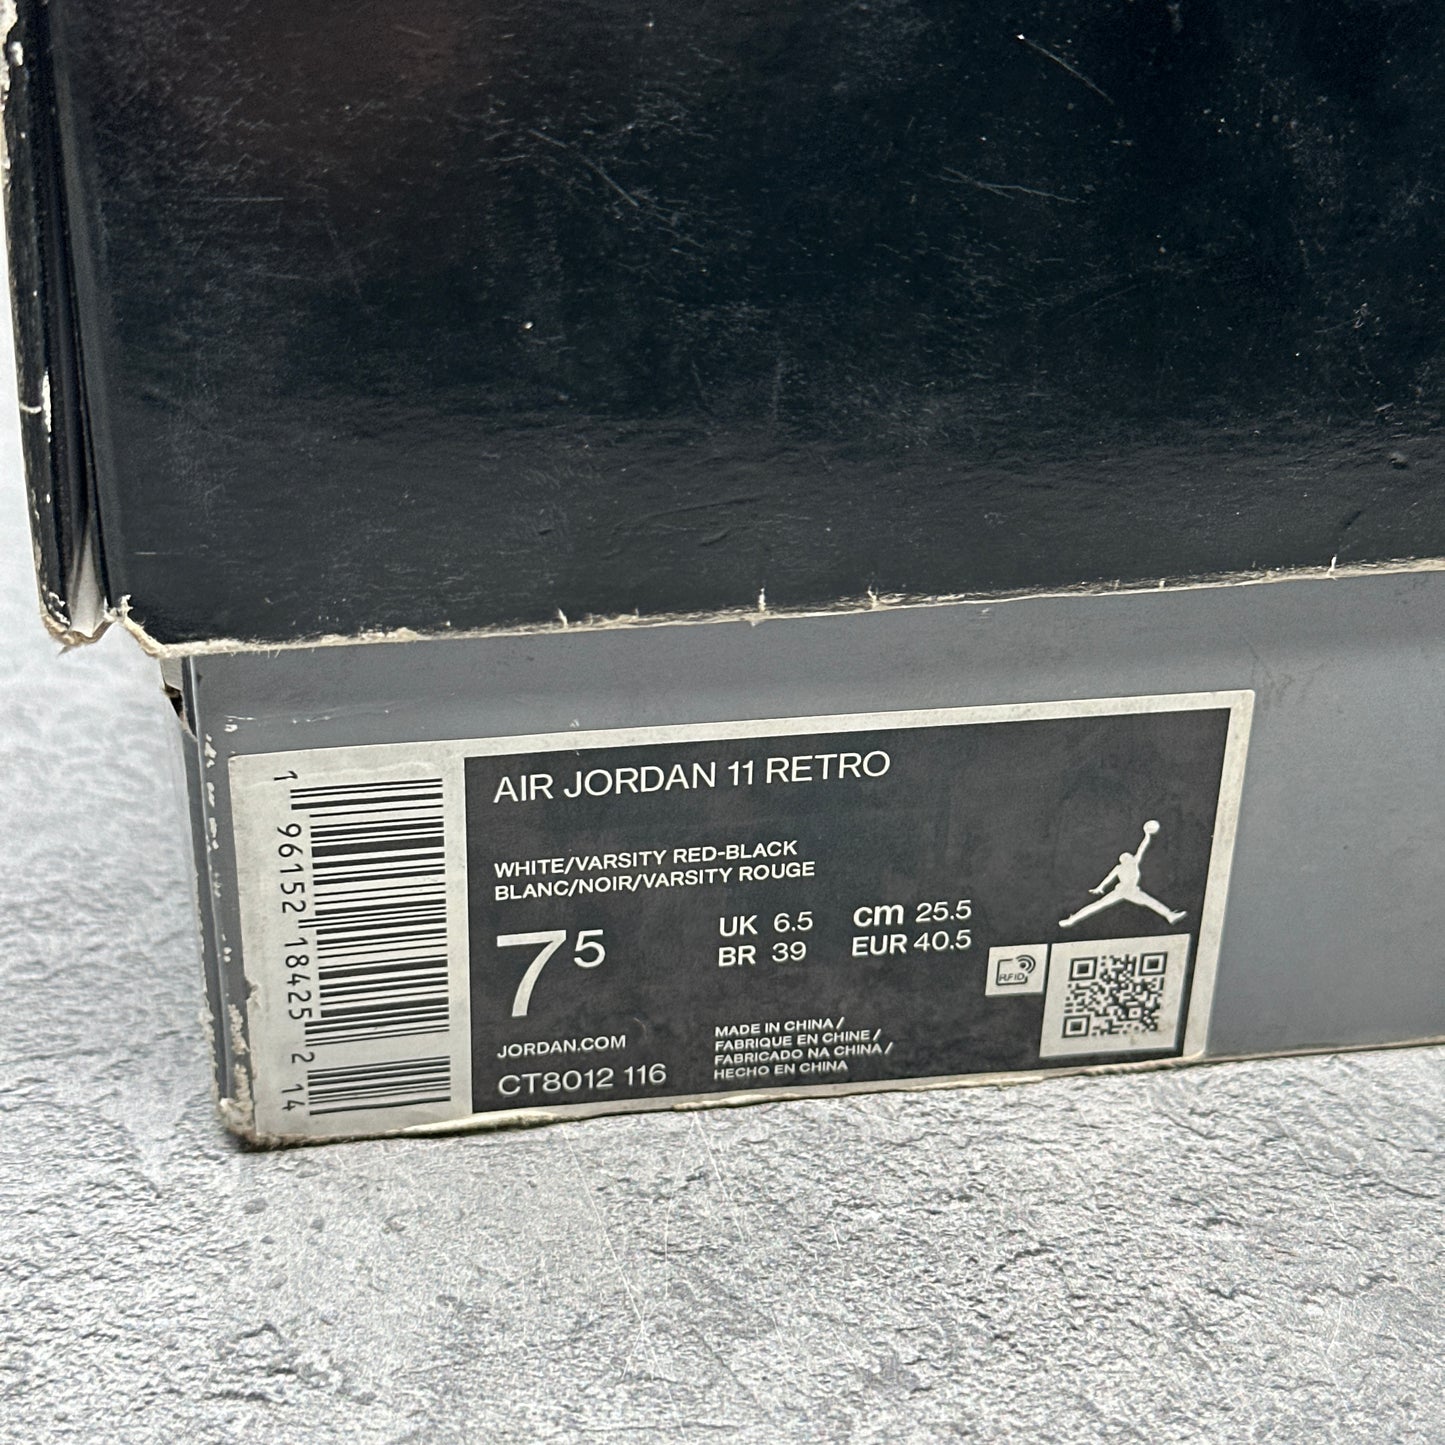 AIR JORDAN 11 RETRO
WHITE/VARSITY RED-BLACK
BLANC/NOIR/VARSITY ROUGE
7 5
UK 6.5
BR 39
cm 25.5
EUR 40.5
JORDAN.COM
CT8012 116
MADE IN CHINA /
FABRIQUE EN CHINE /
FABRICADO NA CHINA /
HECHO EN CHINA
RFID
1 96152 18425 2 14